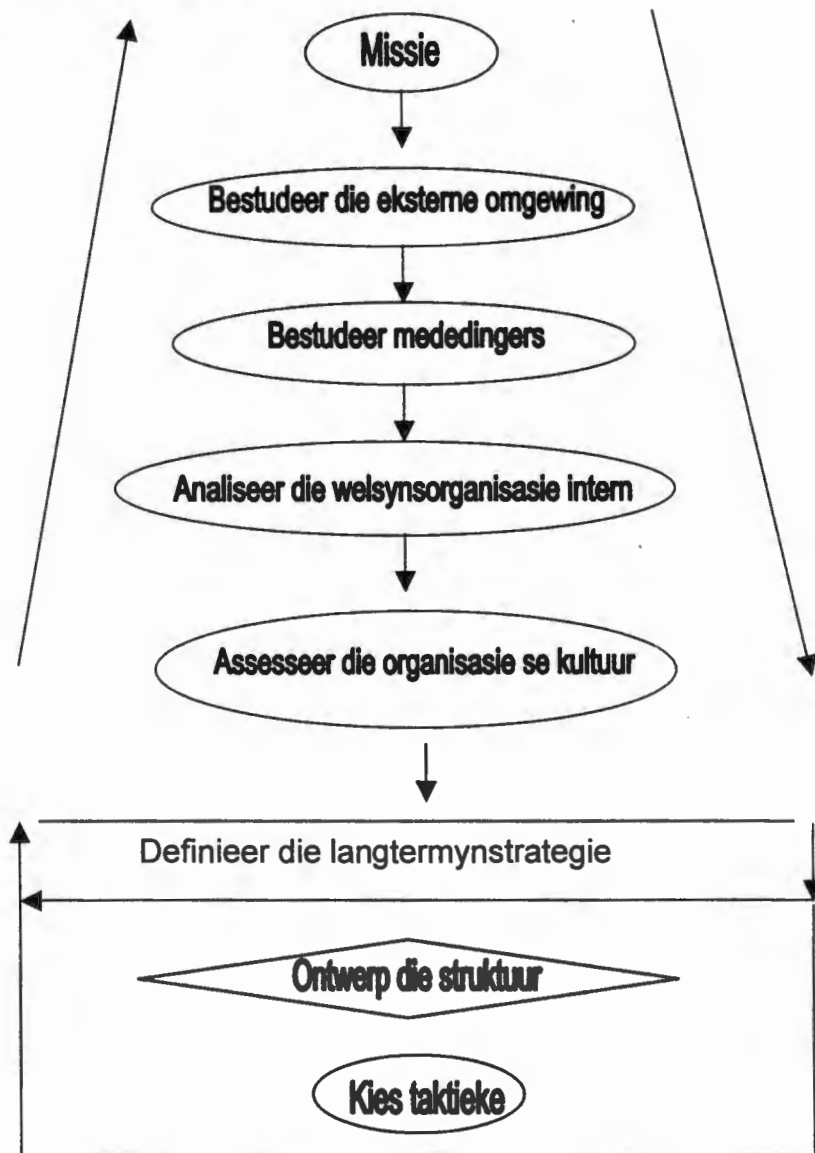 Missie
Bestudeer die eksterne omgewing
Bestudeer mededingers
Analiseer die welsynsorganisasie intern
Assesseer die organisasie se kultuur
Definieer die langtermynstrategie
Ontwerp die struktuur
Kies taktieke